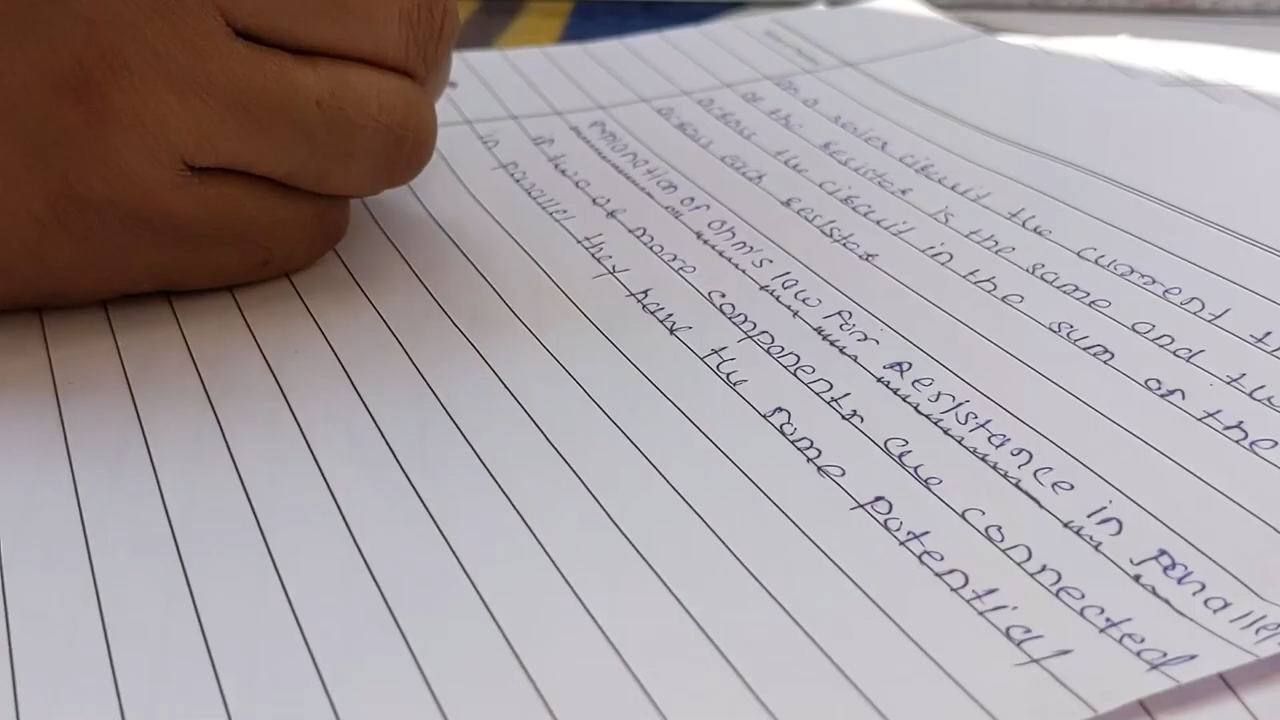 in a seies circuit the current th
of the resistor is the same and the
across the circuit in the sum of the
across each resistor
explanation of ohm's law for Resistance in parallel
if two or more components are connected
in parallel they have the same potential